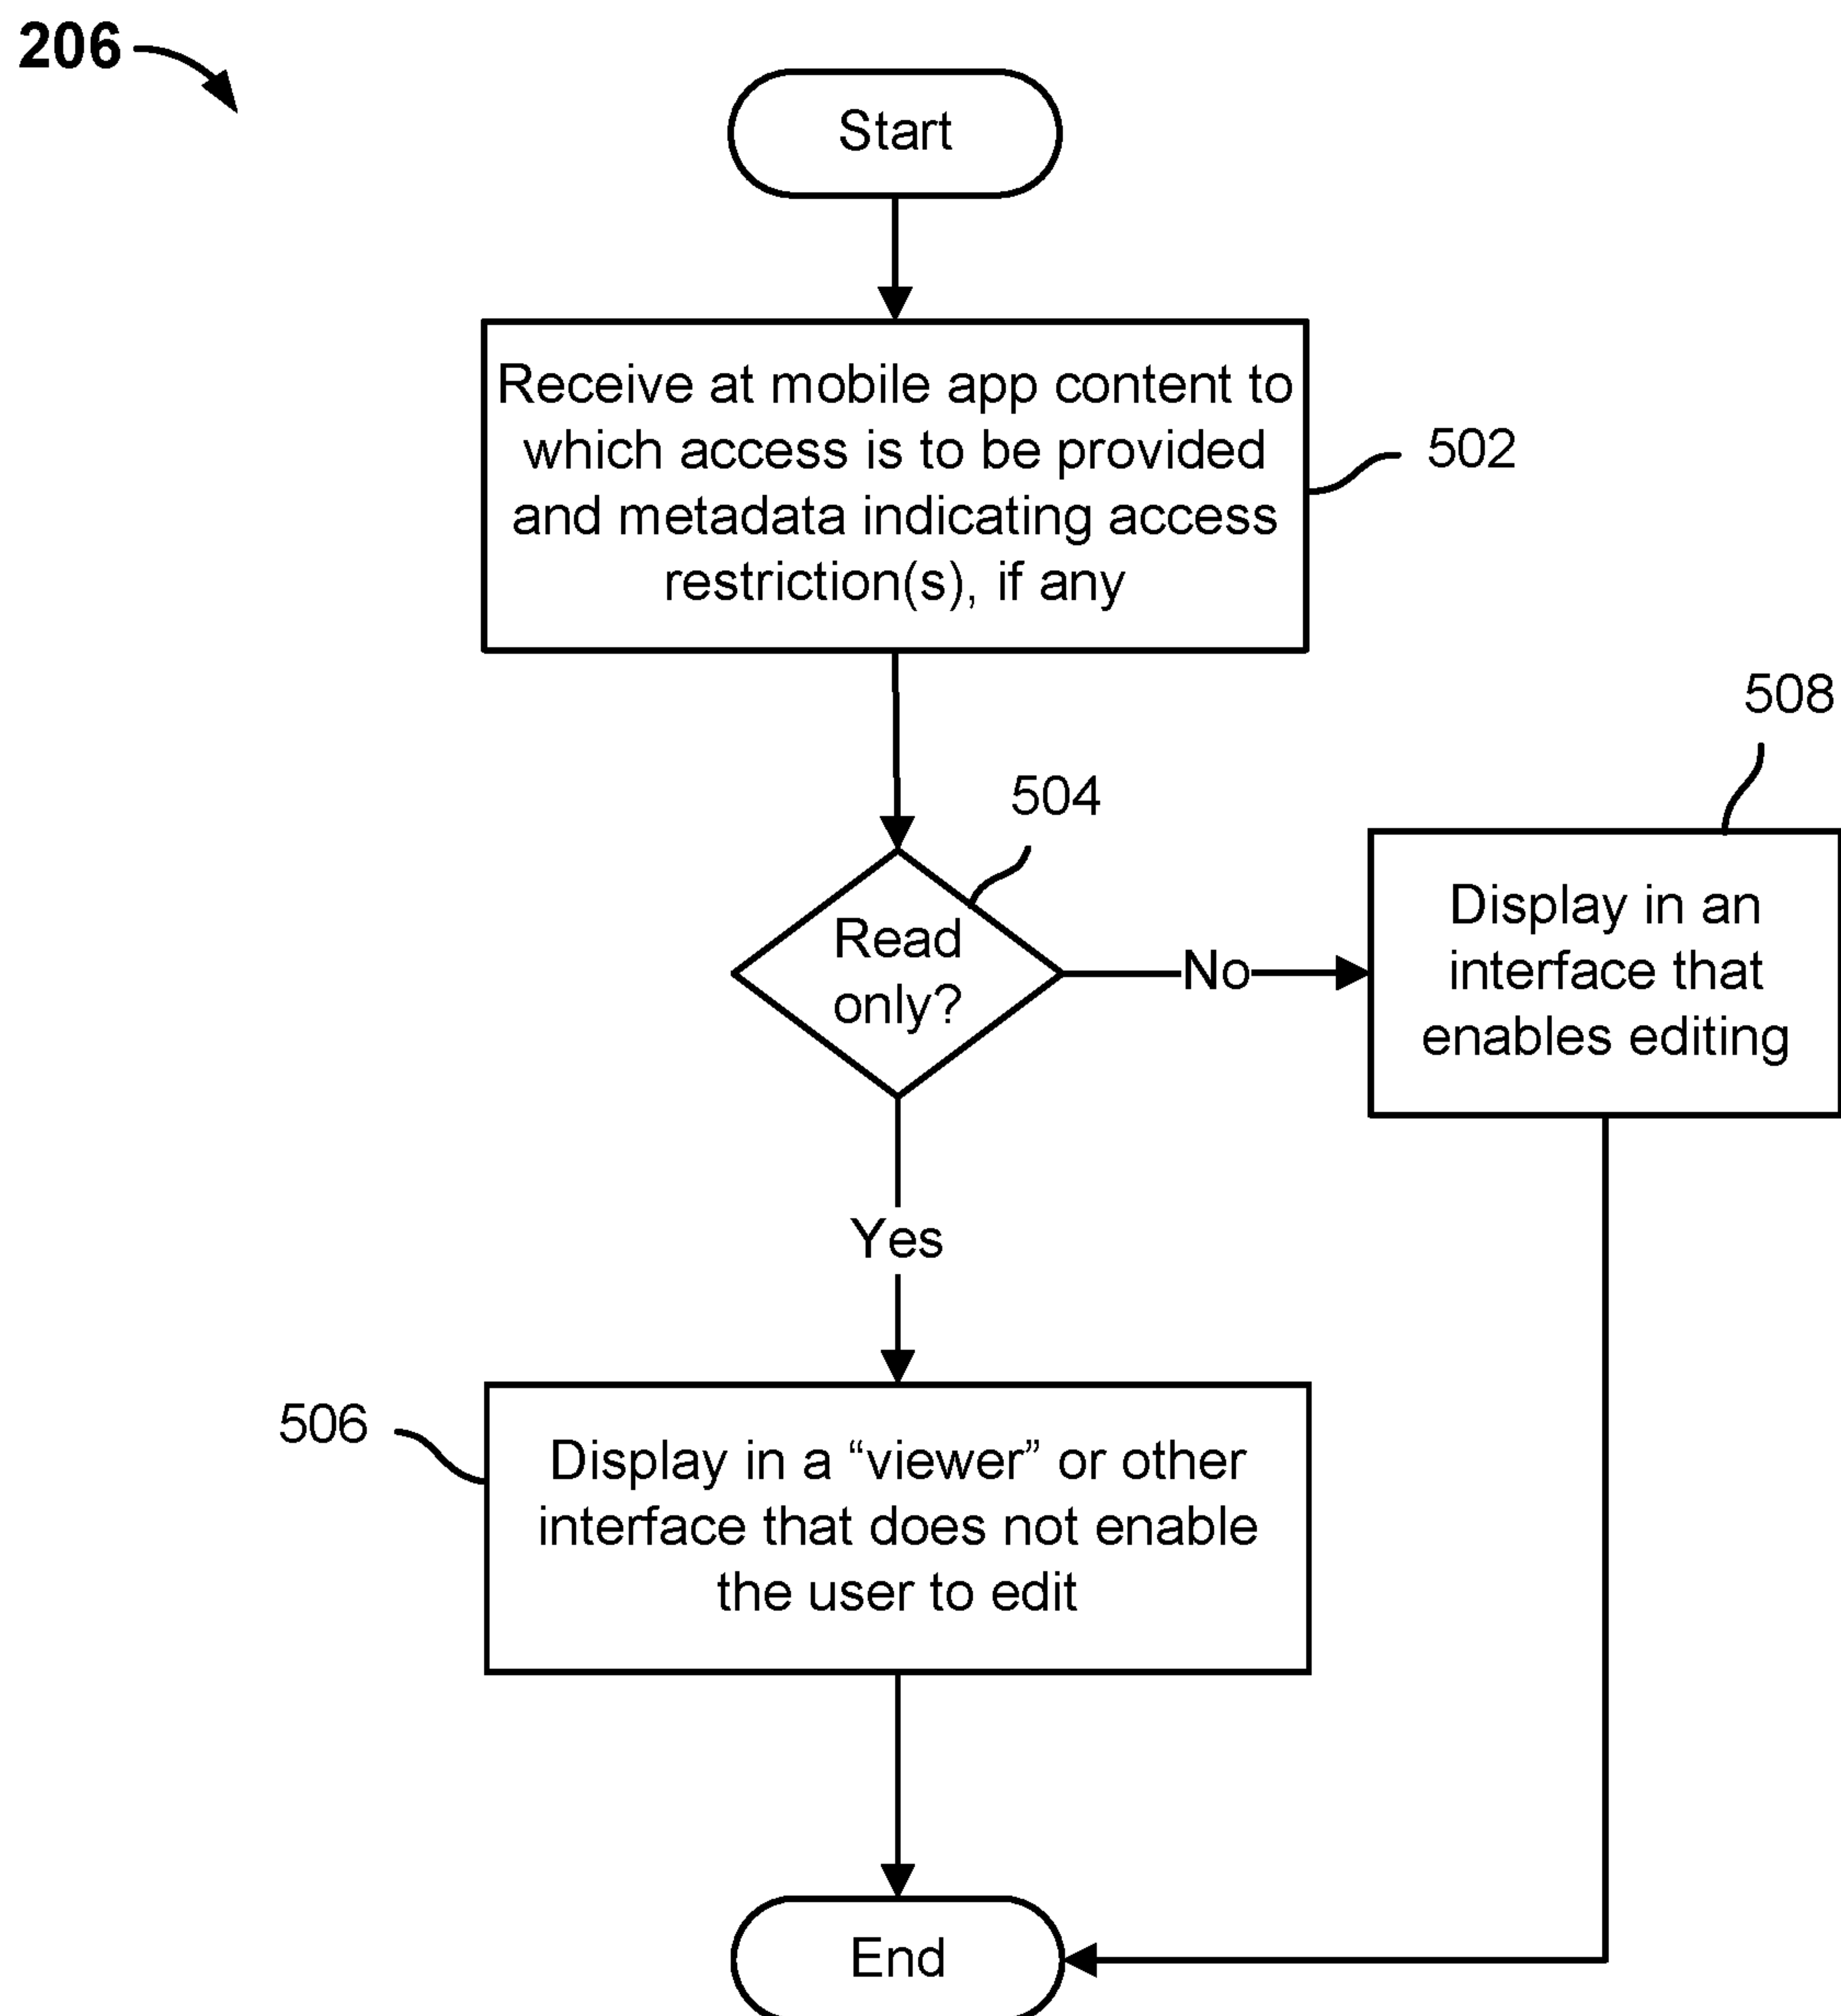 206
Start
Receive at mobile app content to
which access is to be provided
and metadata indicating access
restriction(s), if any
502
508
504
Read
only?
No
Display in an
interface that
enables editing
Yes
506
Display in a “viewer” or other
interface that does not enable
the user to edit
End